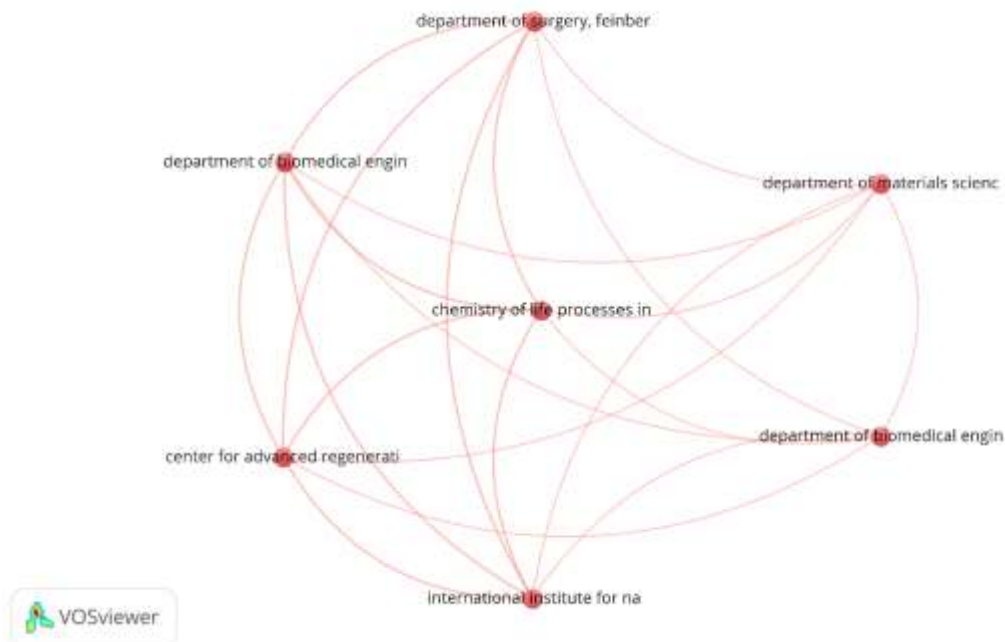 department of surgery, feinber
department of biomedical engin
department of materials scienc
chemistry of life processes in
department of biomedical engin
center for advanced regenerati
international institute for na
VOSviewer